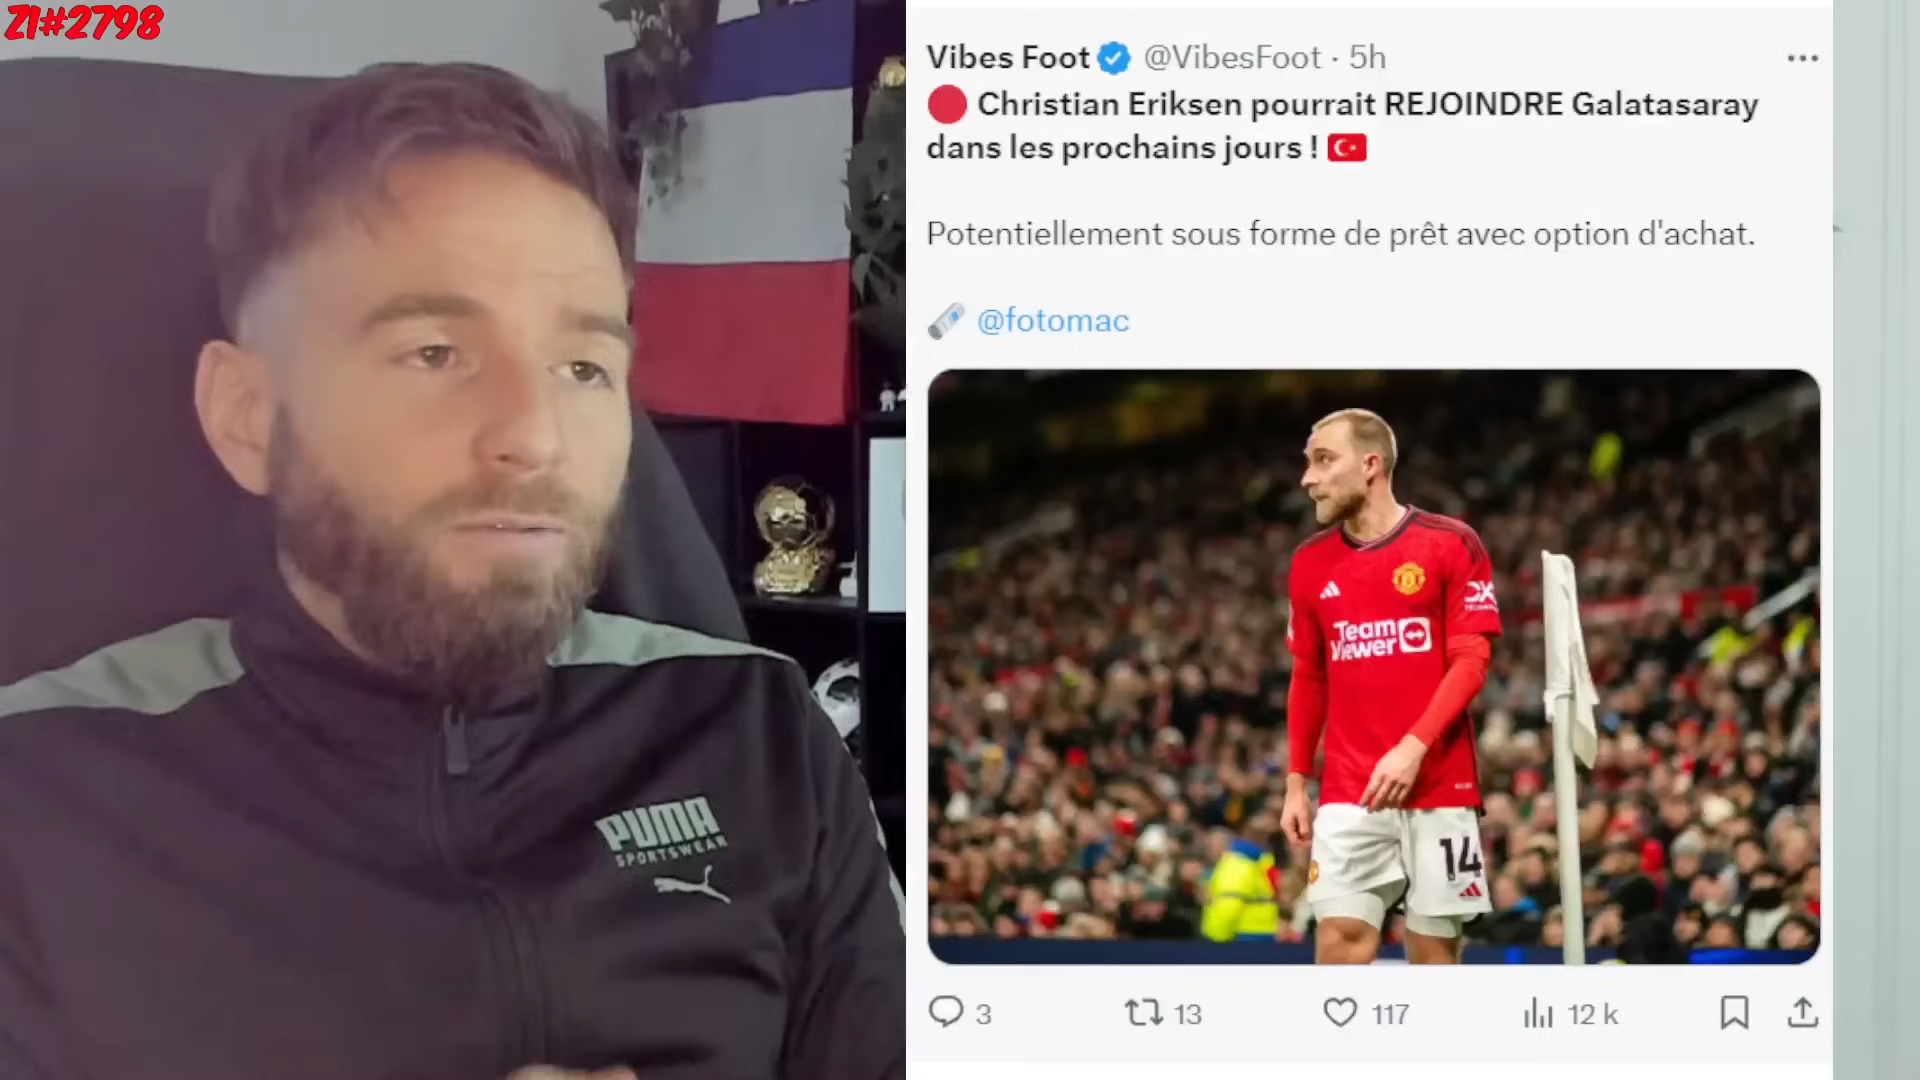 ZI#2798
Vibes Foot @VibesFoot · 5h
Christian Eriksen pourrait REJOINDRE Galatasaray
dans les prochains jours !
Potentiellement sous forme de prêt avec option d'achat.
@fotomac
Team
Viewer
14
3
13
117
12 k
PUMA
SPORTSWEAR